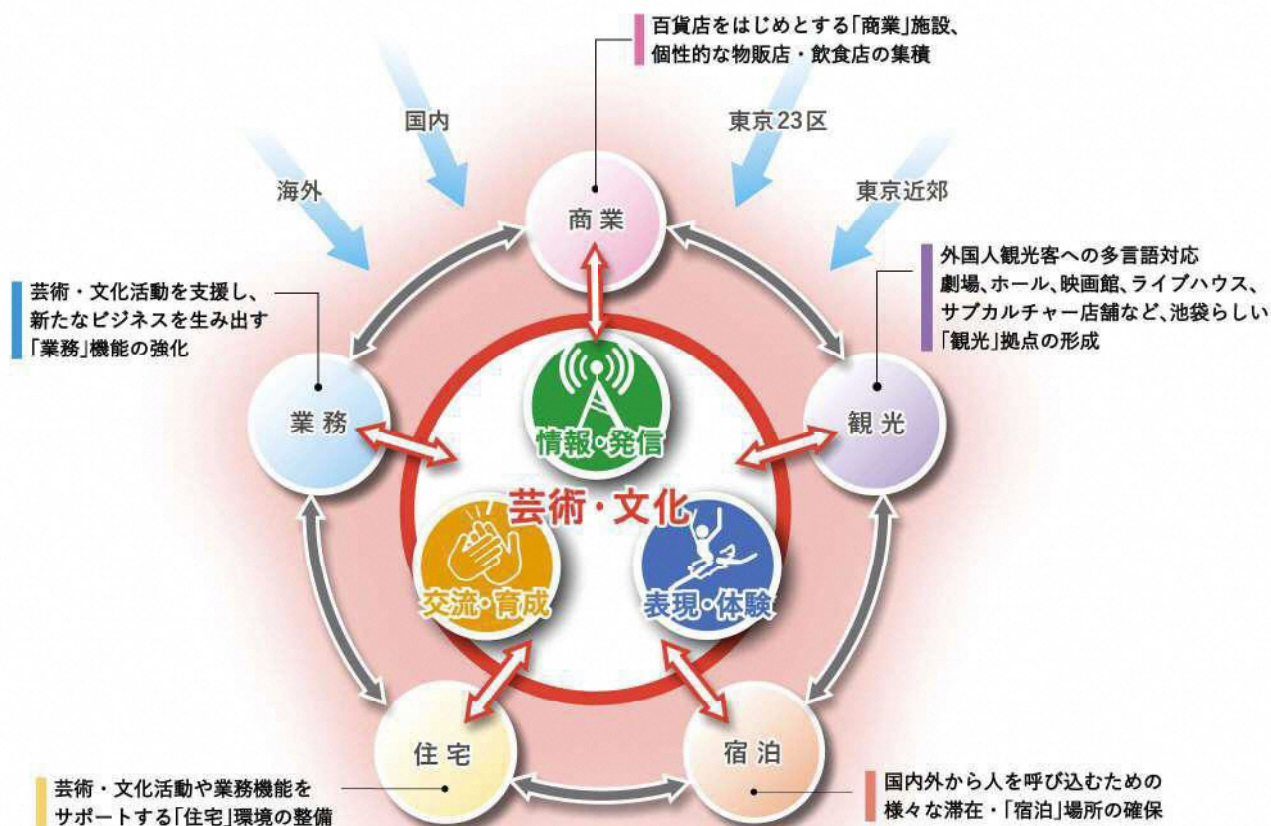 百貨店をはじめとする「商業」施設、
個性的な物販店・飲食店の集積
国内
東京23区
海外
東京近郊
商業
芸術・文化活動を支援し、
新たなビジネスを生み出す
「業務」機能の強化
外国人観光客への多言語対応
劇場、ホール、映画館、ライブハウス、
サブカルチャー店舗など、池袋らしい
「観光」拠点の形成
業務
観光
情報・発信
芸術・文化
交流・育成
表現・体験
住宅
宿泊
芸術・文化活動や業務機能を
サポートする「住宅」環境の整備
国内外から人を呼び込むための
様々な滞在・「宿泊」場所の確保